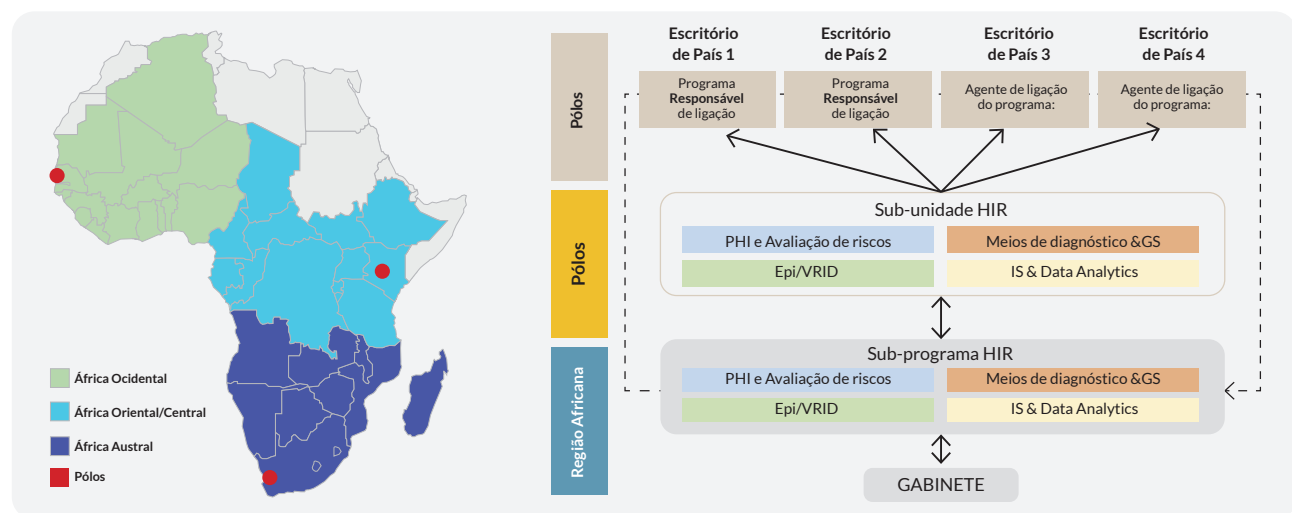 África Ocidental
África Oriental/Central
África Austral
Pólos
Pólos
Pólos
Região Africana
Escritório
de País 1
Escritório
de País 2
Escritório
de País 3
Escritório
de País 4
Programa
Responsável
de ligação
Programa
Responsável
de ligação
Agente de ligação
do programa:
Agente de ligação
do programa:
Sub-unidade HIR
PHI e Avaliação de riscos
Meios de diagnóstico &GS
Epi/VRID
IS & Data Analytics
Sub-programa HIR
PHI e Avaliação de riscos
Meios de diagnóstico &GS
Epi/VRID
IS & Data Analytics
GABINETE